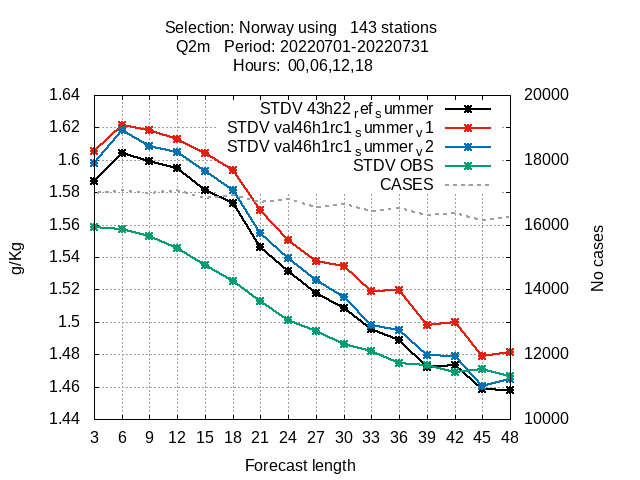 Selection: Norway using   143 stations
Q2m   Period: 20220701-20220731
Hours:  00,06,12,18
1.64
1.62
1.6
1.58
1.56
1.54
1.52
1.5
1.48
1.46
1.44
g/Kg
STDV 43h22refsummer
STDV val46h1rc1summerv1
STDV val46h1rc1summerv2
STDV OBS
CASES
20000
18000
16000
14000
12000
10000
No cases
3 6 9 12 15 18 21 24 27 30 33 36 39 42 45 48
Forecast length